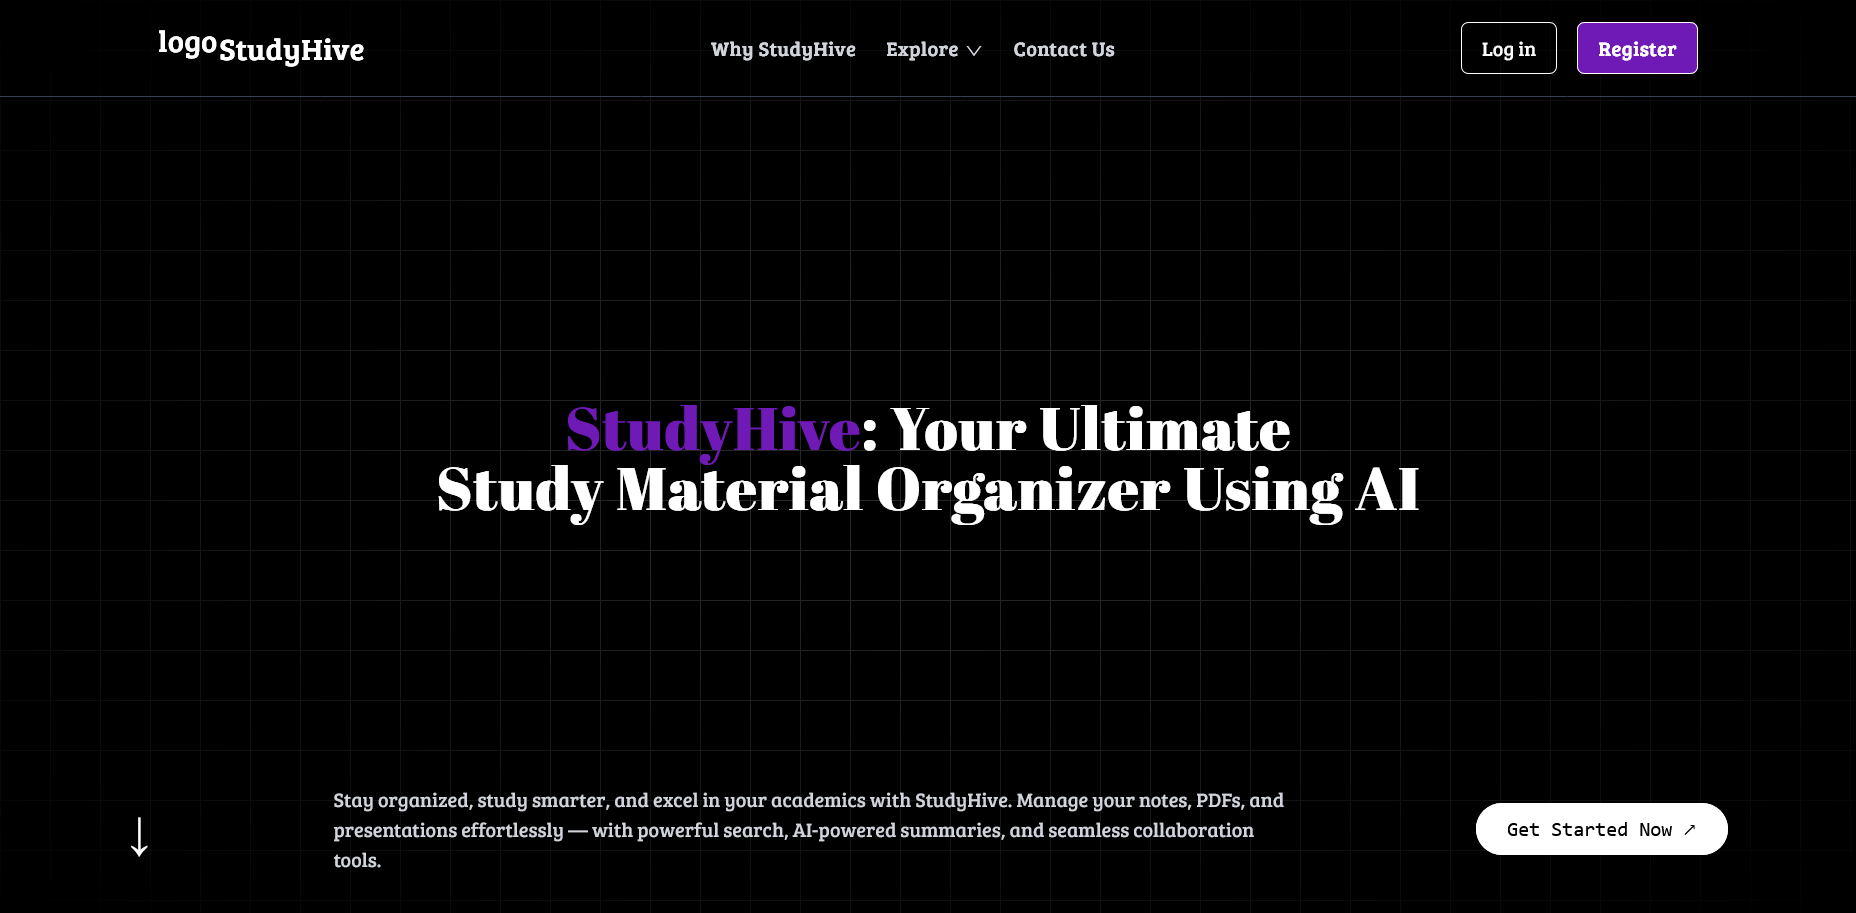 logo StudyHive
Why StudyHive
Explore
Contact Us
Log in
Register
StudyHive: Your Ultimate
Study Material Organizer Using AI
Stay organized, study smarter, and excel in your academics with StudyHive. Manage your notes, PDFs, and
presentations effortlessly — with powerful search, AI-powered summaries, and seamless collaboration
tools.
Get Started Now ↗